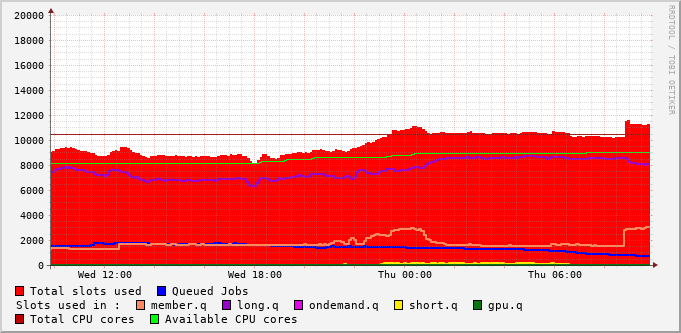 20000
18000
16000
14000
12000
10000
8000
6000
4000
2000
0
Wed 12:00 Wed 18:00 Thu 00:00 Thu 06:00
RRDTOOL / TOBI OETIKER
Total slots used Queued Jobs
Slots used in : member.q long.q ondemand.q short.q gpu.q
Total CPU cores Available CPU cores